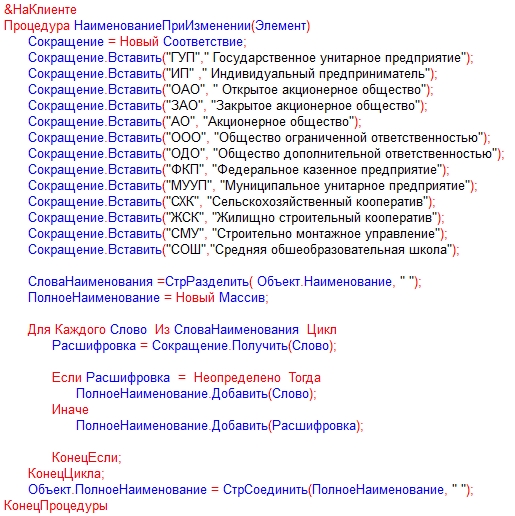 &НаКлиенте
Процедура НаименованиеПриИзменении(Элемент)
Сокращение = Новый Соответствие;
Сокращение.Вставить("ГУП"," Государственное унитарное предприятие");
Сокращение.Вставить("ИП" ," Индивидуальный предприниматель");
Сокращение.Вставить("ОАО", " Открытое акционерное общество");
Сокращение.Вставить("ЗАО", "Закрытое акционерное общество");
Сокращение.Вставить("АО", "Акционерное общество");
Сокращение.Вставить("ООО", "Общество ограниченной ответственностью");
Сокращение.Вставить("ОДО", "Общество дополнительной ответственностью");
Сокращение.Вставить("ФКП", "Федеральное казенное предприятие");
Сокращение.Вставить("МУУП", "Муниципальное унитарное предприятие");
Сокращение.Вставить("СХК", "Сельскохозяйственный кооператив");
Сокращение.Вставить("ЖСК", "Жилищно строительный кооператив");
Сокращение.Вставить("СМУ", "Строительно монтажное управление");
Сокращение.Вставить("СОШ","Средняя обшеобразовательная школа");
СловаНаименования =СтрРазделить( Объект.Наименование, " ");
ПолноеНаименование = Новый Массив;
Для Каждого Слово Из СловаНаименования Цикл
Расшифровка = Сокращение.Получить(Слово);
Если Расшифровка = Неопределено Тогда
ПолноеНаименование.Добавить(Слово);
Иначе
ПолноеНаименование.Добавить(Расшифровка);
КонецЕсли;
КонецЦикла;
Объект.ПолноеНаименование = СтрСоединить(ПолноеНаименование, " ");
КонецПроцедуры